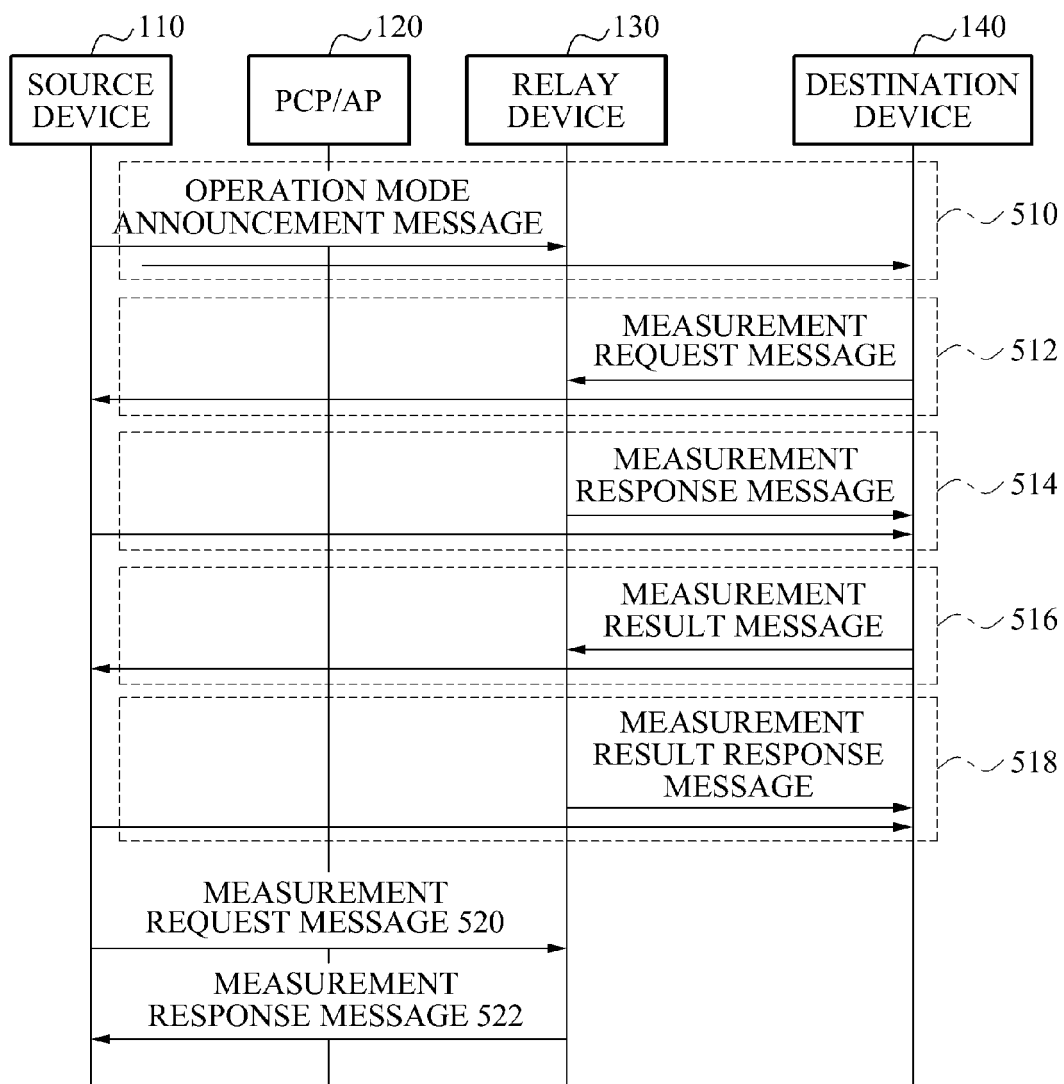 110
120
130
140
SOURCE
DEVICE
PCP/AP
RELAY
DEVICE
DESTINATION
DEVICE
OPERATION MODE
ANNOUNCEMENT MESSAGE
510
MEASUREMENT
REQUEST MESSAGE
512
MEASUREMENT
RESPONSE MESSAGE
514
MEASUREMENT
RESULT MESSAGE
516
MEASUREMENT
RESULT RESPONSE
MESSAGE
518
MEASUREMENT
REQUEST MESSAGE 520
MEASUREMENT
RESPONSE MESSAGE 522